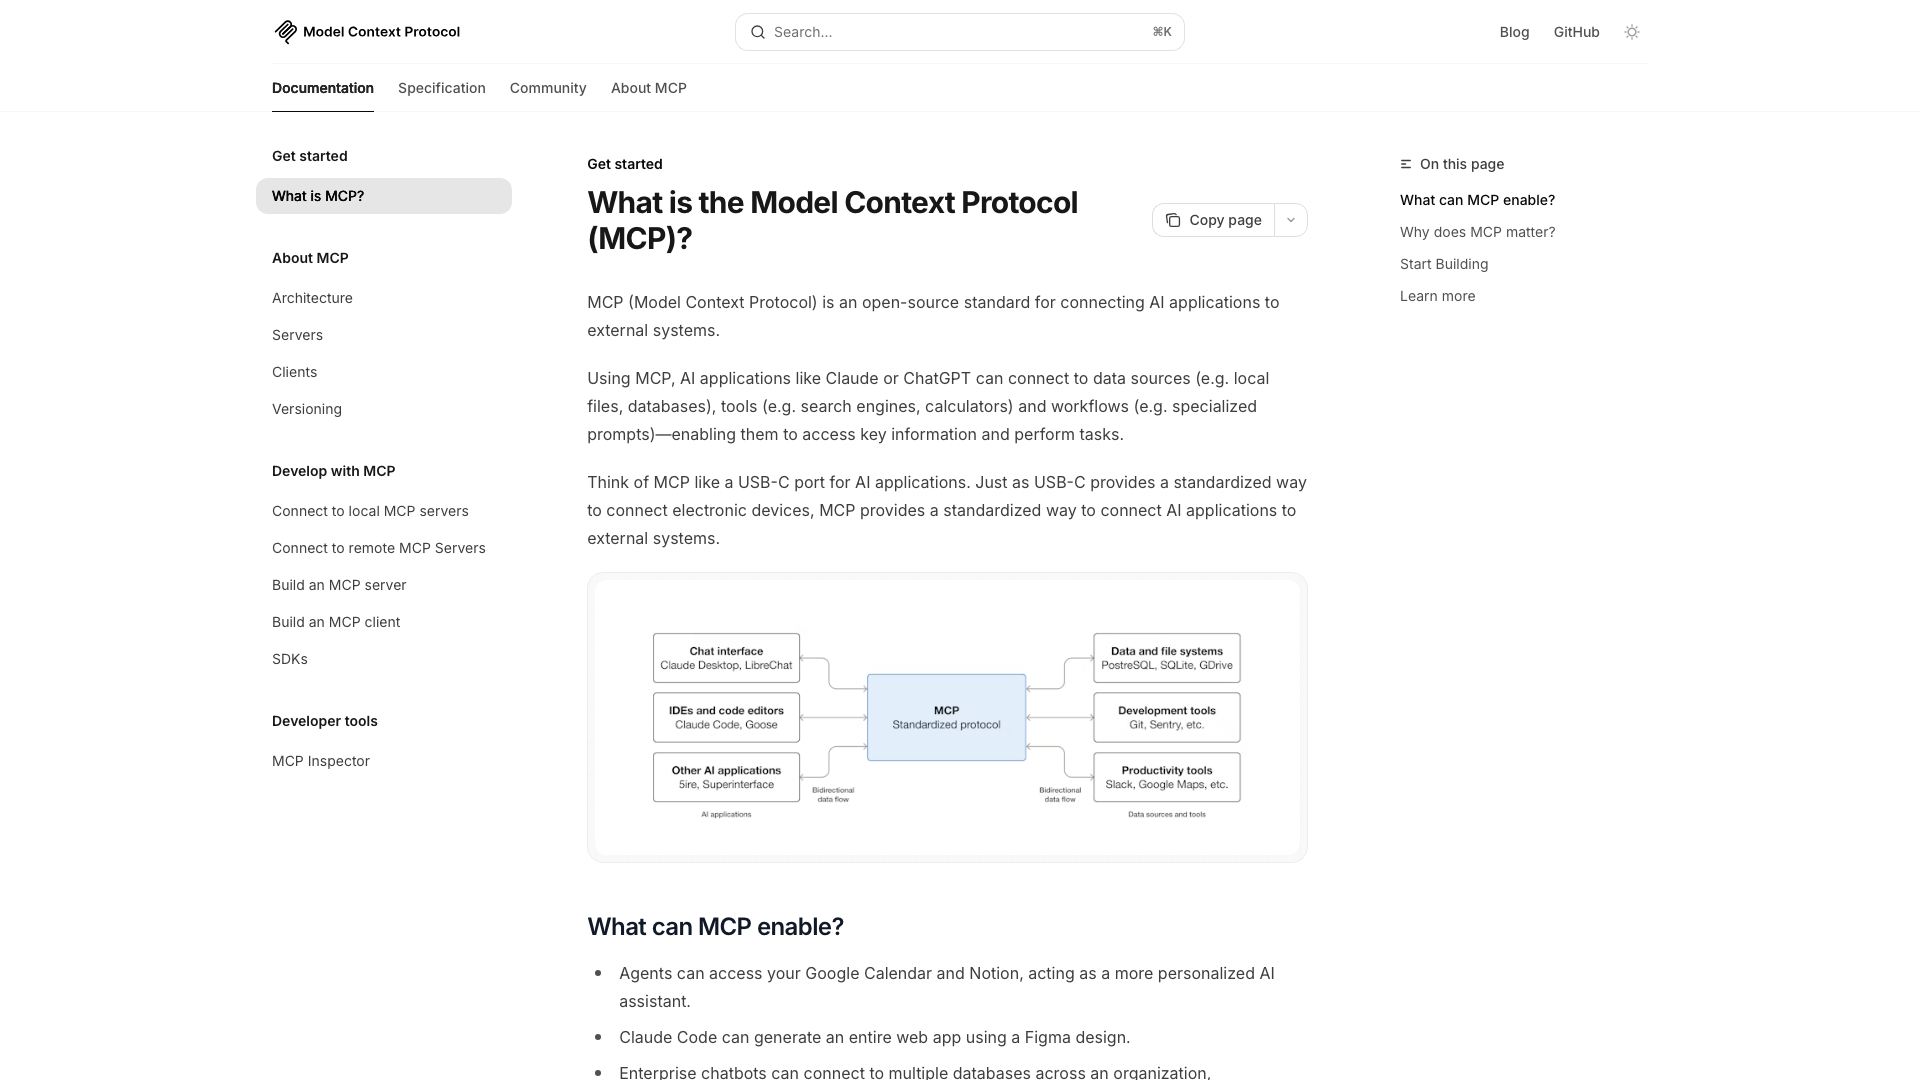 Model Context Protocol
Search...
⌘K
Blog
GitHub
Documentation
Specification
Community
About MCP
Get started
What is MCP?
About MCP
Architecture
Servers
Clients
Versioning
Develop with MCP
Connect to local MCP servers
Connect to remote MCP Servers
Build an MCP server
Build an MCP client
SDKs
Developer tools
MCP Inspector
Get started
What is the Model Context Protocol
(MCP)?
Copy page
MCP (Model Context Protocol) is an open-source standard for connecting AI applications to
external systems.
Using MCP, AI applications like Claude or ChatGPT can connect to data sources (e.g. local
files, databases), tools (e.g. search engines, calculators) and workflows (e.g. specialized
prompts)—enabling them to access key information and perform tasks.
Think of MCP like a USB-C port for AI applications. Just as USB-C provides a standardized way
to connect electronic devices, MCP provides a standardized way to connect AI applications to
external systems.
Chat interface
Claude Desktop, LibreChat
IDEs and code editors
Claude Code, Goose
Other AI applications
5ire, Superinterface
AI applications
Bidirectional
data flow
MCP
Standardized protocol
Bidirectional
data flow
Data and file systems
PostreSQL, SQLite, GDrive
Development tools
Git, Sentry, etc.
Productivity tools
Slack, Google Maps, etc.
Data sources and tools
What can MCP enable?
Agents can access your Google Calendar and Notion, acting as a more personalized AI
assistant.
Claude Code can generate an entire web app using a Figma design.
Enterprise chatbots can connect to multiple databases across an organization,
On this page
What can MCP enable?
Why does MCP matter?
Start Building
Learn more